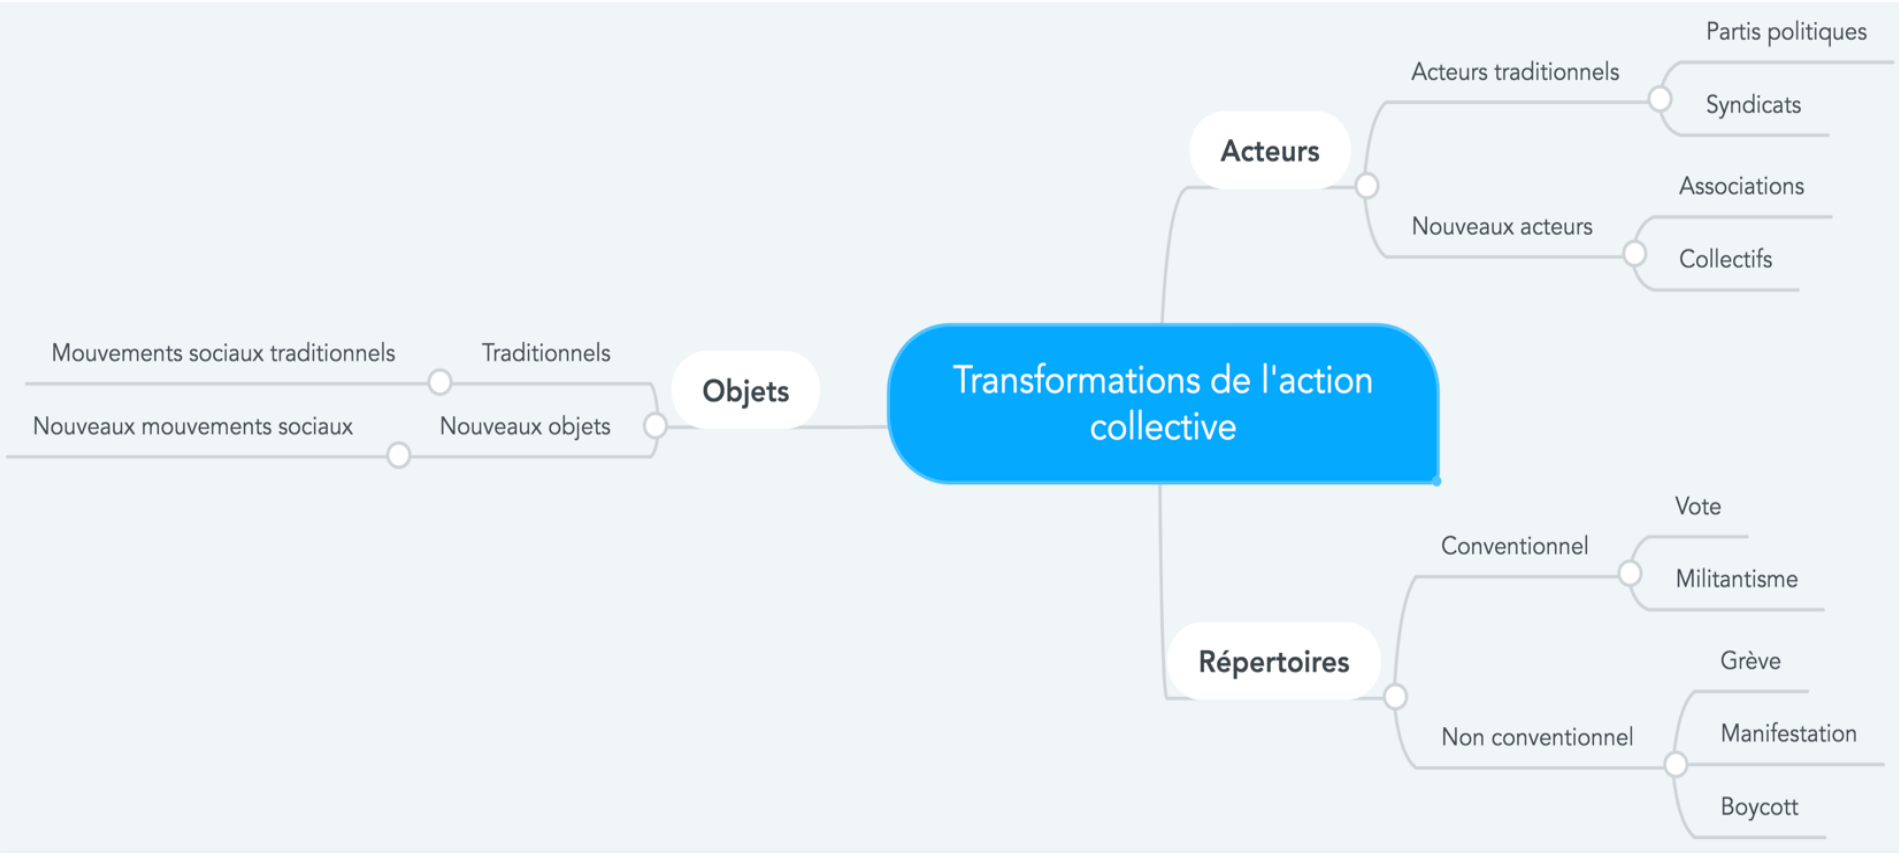 Partis politiques
Acteurs traditionnels
Syndicats
Acteurs
Associations
Nouveaux acteurs
Collectifs
Mouvements sociaux traditionnels
Traditionnels
Objets
Nouveaux mouvements sociaux
Nouveaux objets
Transformations de l'action
collective
Vote
Conventionnel
Militantisme
Répertoires
Grève
Non conventionnel
Manifestation
Boycott